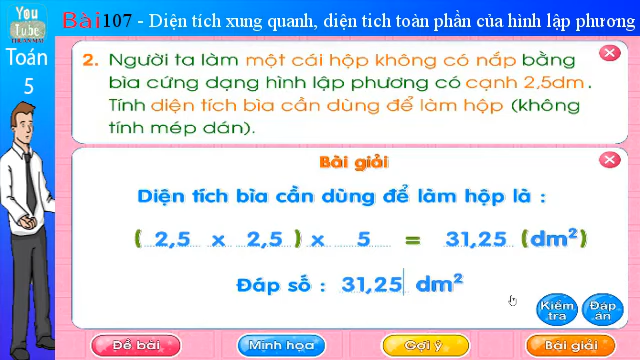 You
Tube
THUẬN MAI
Bài107 - Diện tích xung quanh, diện tich toàn phần của hình lập phương
Toán
5
2. Người ta làm một cái hộp không có nắp bằng
bìa cứng dạng hình lập phương có cạnh 2,5dm.
Tính diện tích bìa cần dùng để làm hộp (không
tính mép dán).
Bài giải
Diện tích bìa cần dùng để làm hộp là :
( 2,5 x 2,5 ) x 5 = 31,25 (dm²)
Đáp số : 31,25 dm²
Kiểm
tra
Đáp
án
Đề bài
Minh họa
Gợi ý
Bài giải